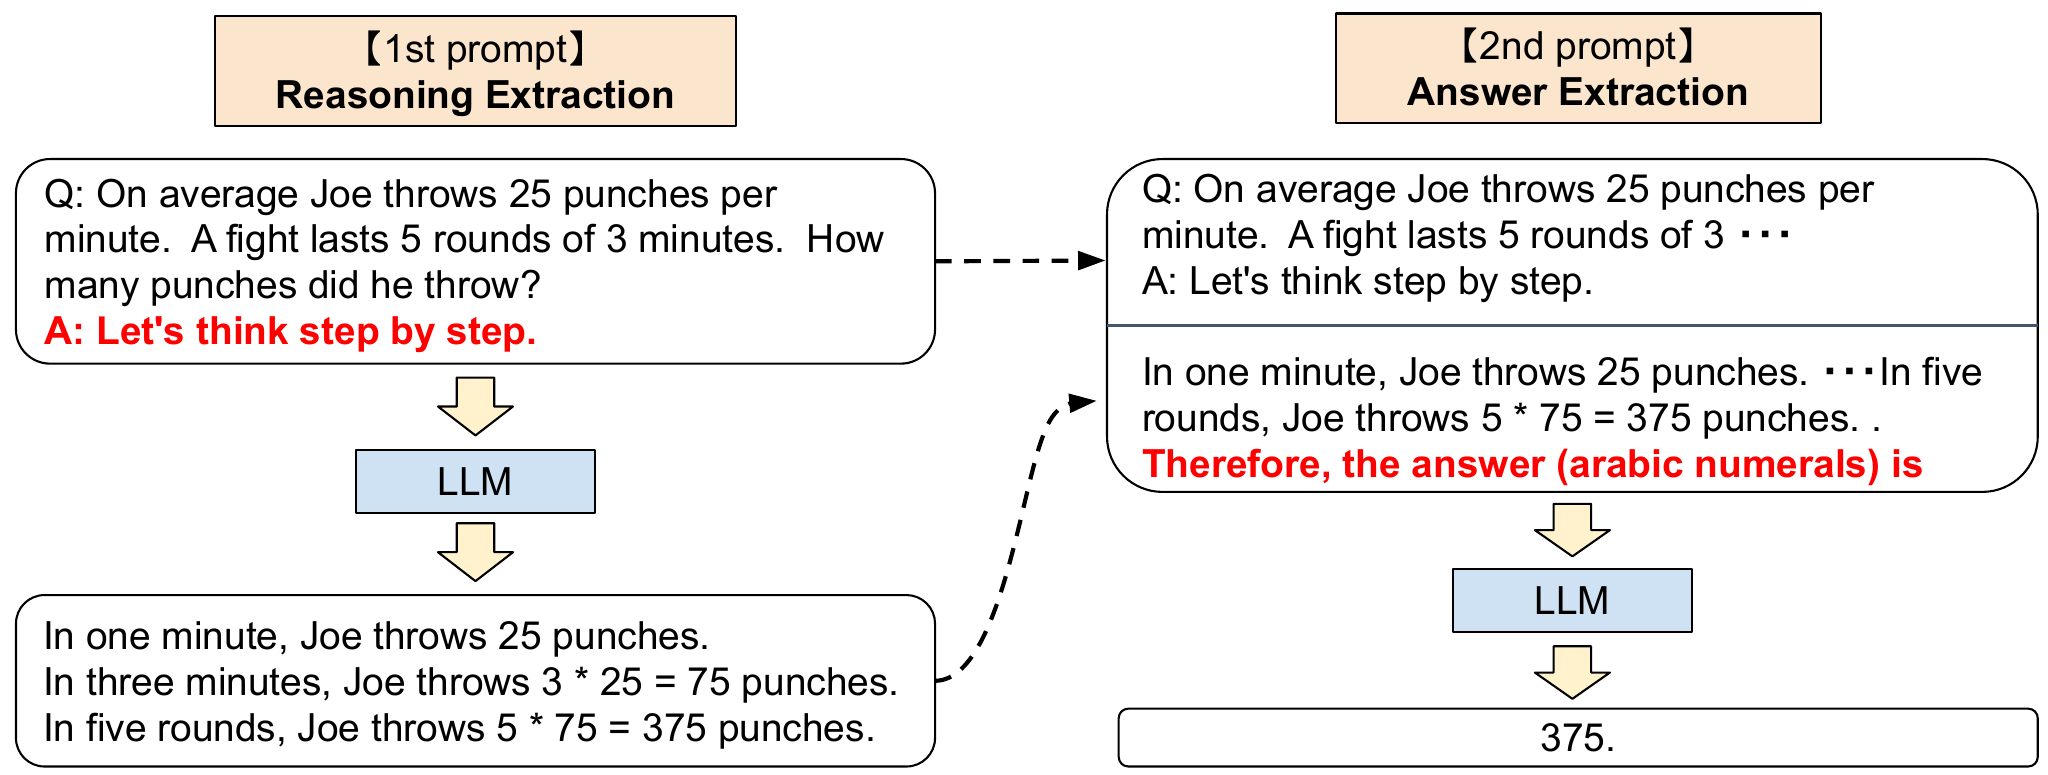 【1st prompt】
Reasoning Extraction
Q: On average Joe throws 25 punches per
minute.  A fight lasts 5 rounds of 3 minutes.  How
many punches did he throw?
A: Let's think step by step.
LLM
In one minute, Joe throws 25 punches.
In three minutes, Joe throws 3 * 25 = 75 punches.
In five rounds, Joe throws 5 * 75 = 375 punches.
【2nd prompt】
Answer Extraction
Q: On average Joe throws 25 punches per
minute.  A fight lasts 5 rounds of 3 ･･･
A: Let's think step by step.
In one minute, Joe throws 25 punches. ･･･In five
rounds, Joe throws 5 * 75 = 375 punches. .
Therefore, the answer (arabic numerals) is
LLM
375.